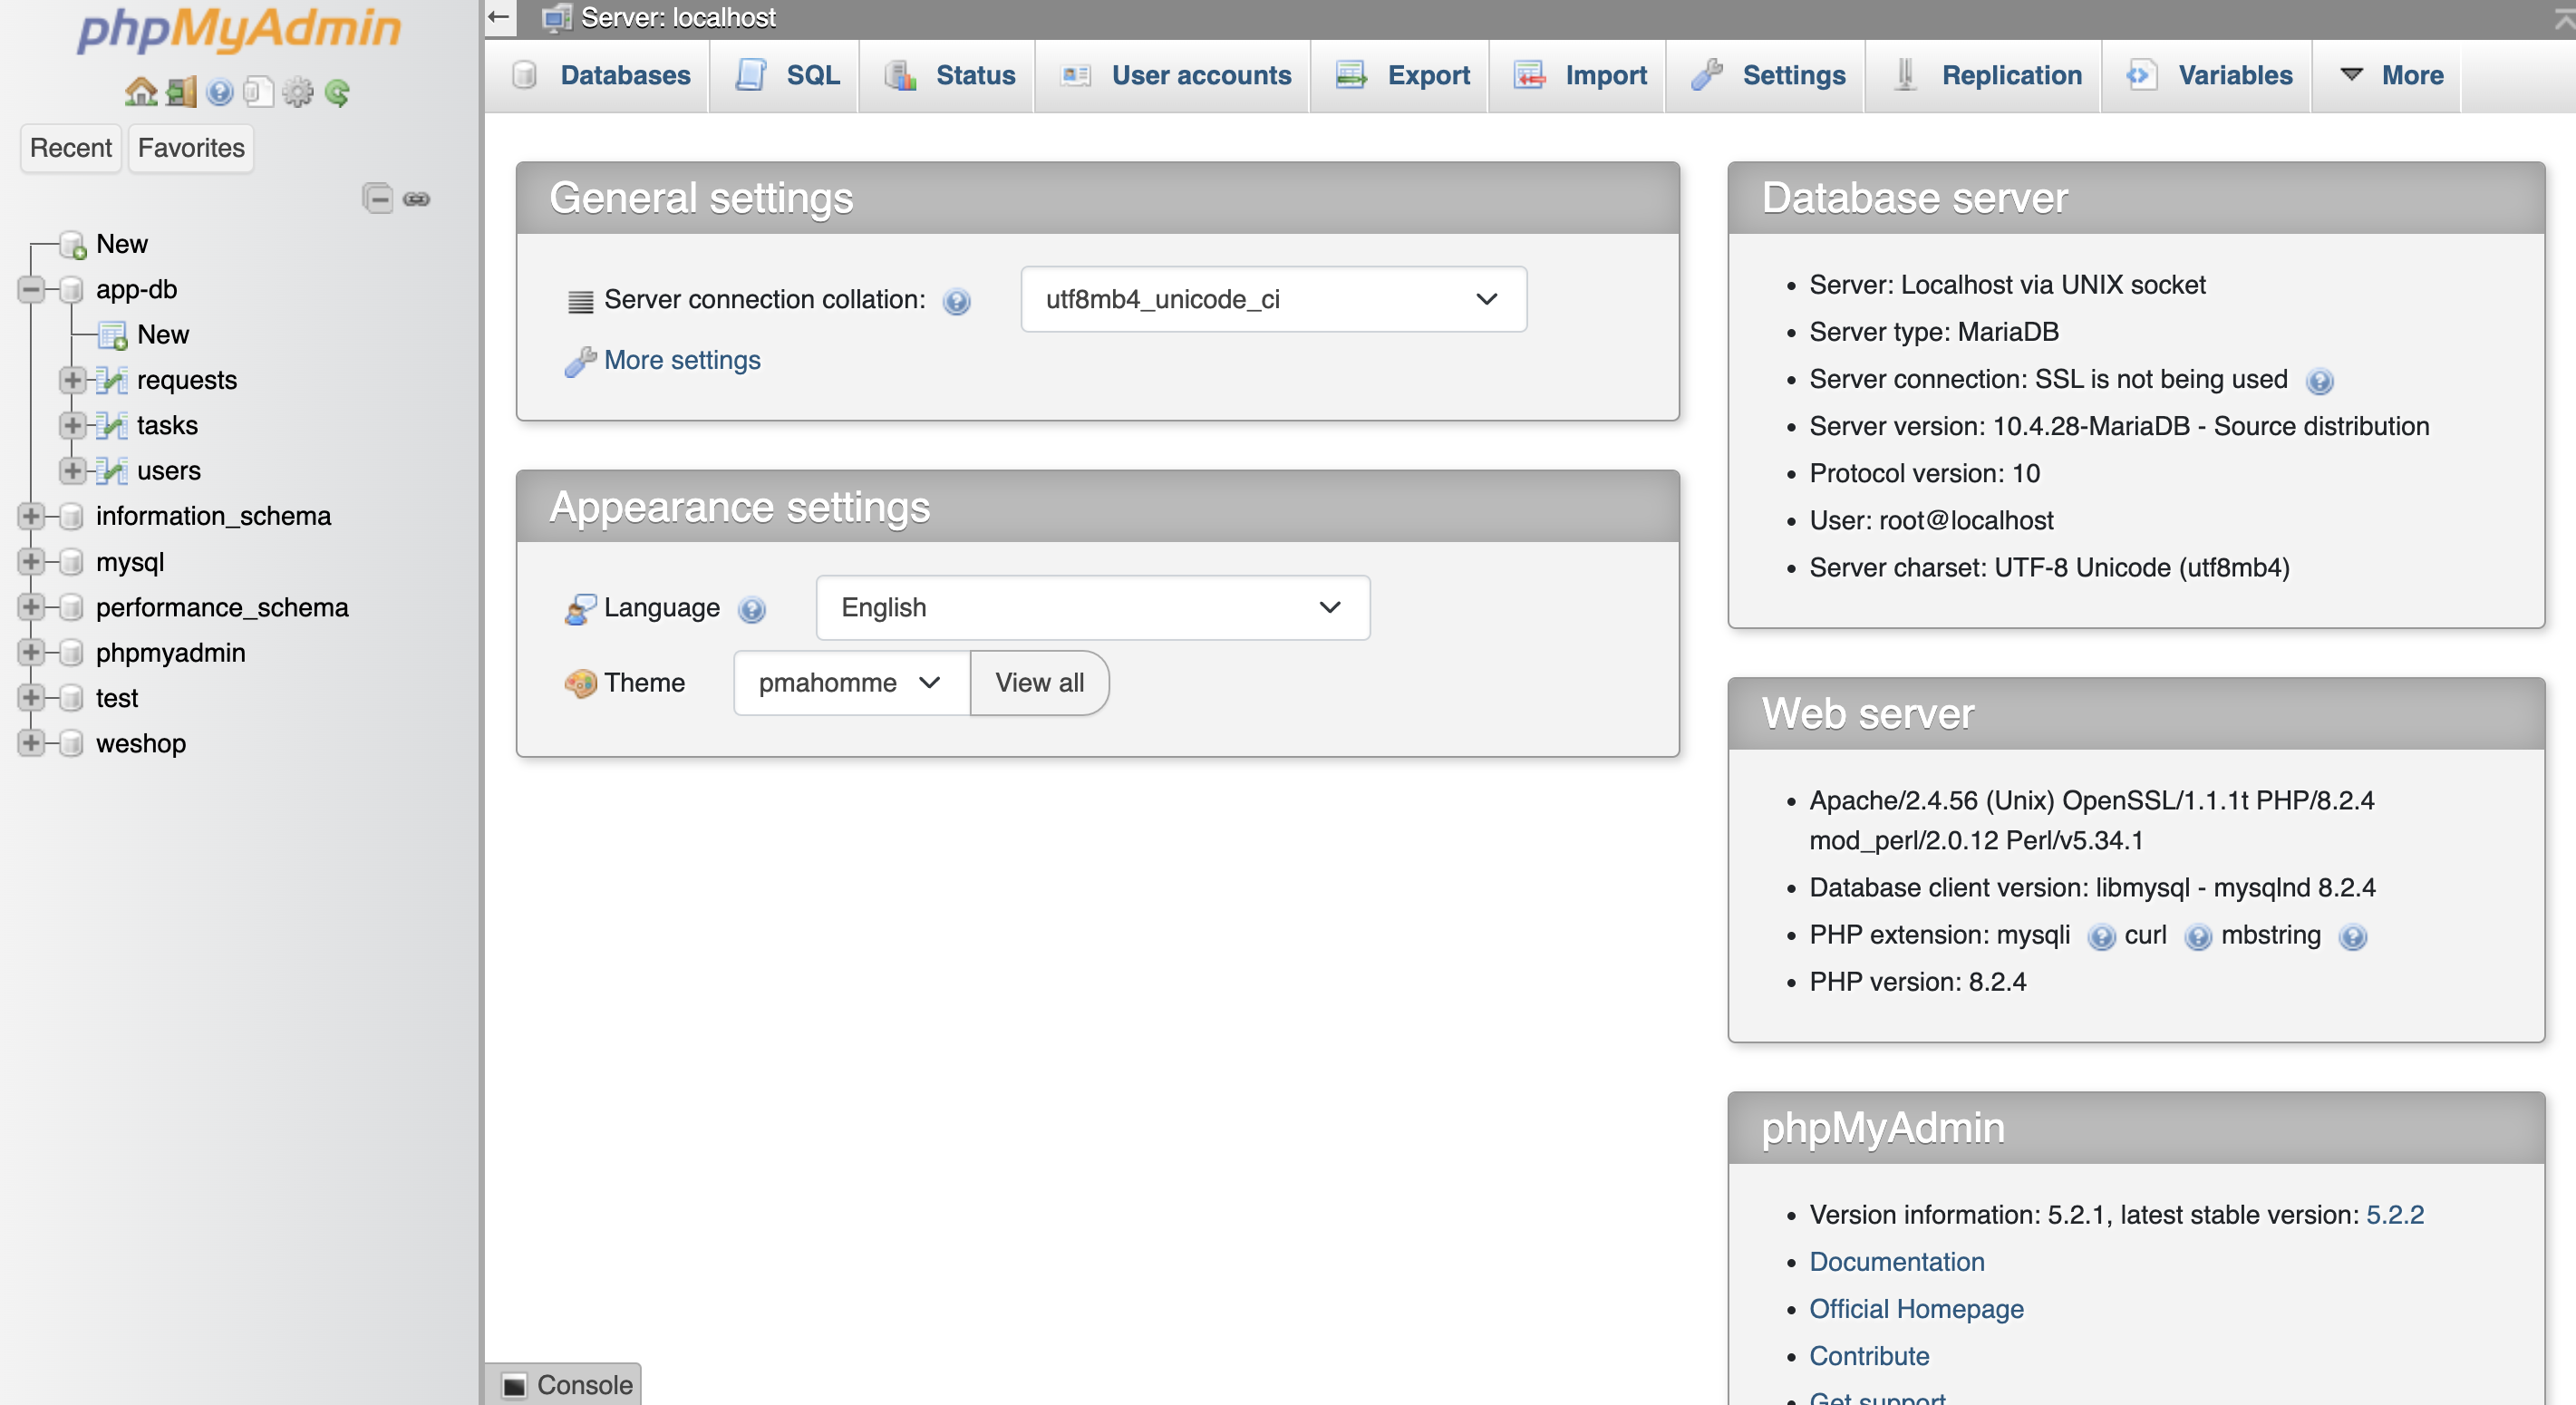 phpMyAdmin
Recent Favorites
New
app-db
New
requests
tasks
users
information_schema
mysql
performance_schema
phpmyadmin
test
weshop
Server: localhost
Databases SQL Status User accounts Export Import Settings Replication Variables More
General settings
Server connection collation: utf8mb4_unicode_ci
More settings
Appearance settings
Language English
Theme pmahomme View all
Database server
Server: Localhost via UNIX socket
Server type: MariaDB
Server connection: SSL is not being used
Server version: 10.4.28-MariaDB - Source distribution
Protocol version: 10
User: root@localhost
Server charset: UTF-8 Unicode (utf8mb4)
Web server
Apache/2.4.56 (Unix) OpenSSL/1.1.1t PHP/8.2.4
mod_perl/2.0.12 Perl/v5.34.1
Database client version: libmysql - mysqlnd 8.2.4
PHP extension: mysqli curl mbstring
PHP version: 8.2.4
phpMyAdmin
Version information: 5.2.1, latest stable version: 5.2.2
Documentation
Official Homepage
Contribute
Get support
Console